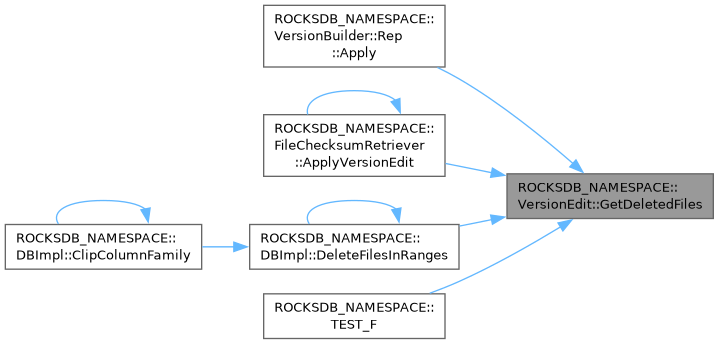 ROCKSDB_NAMESPACE::
VersionBuilder::Rep
::Apply
ROCKSDB_NAMESPACE::
FileChecksumRetriever
::ApplyVersionEdit
ROCKSDB_NAMESPACE::
VersionEdit::GetDeletedFiles
ROCKSDB_NAMESPACE::
DBImpl::ClipColumnFamily
ROCKSDB_NAMESPACE::
DBImpl::DeleteFilesInRanges
ROCKSDB_NAMESPACE::
TEST_F